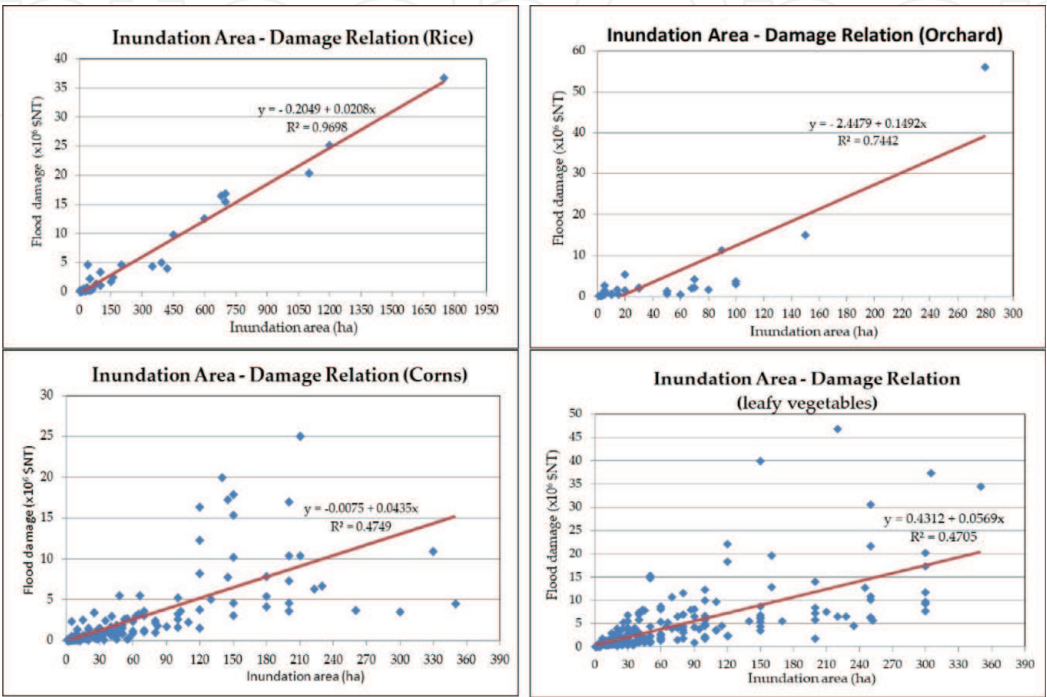 Inundation Area - Damage Relation (Rice)
40
35
30
25
20
15
10
5
0
Flood damage (x10⁶ $NT)
y = - 0.2049 + 0.0208x
R² = 0.9698
0 150 300 450 600 750 900 1050 1200 1350 1500 1650 1800 1950
Inundation area (ha)
Inundation Area - Damage Relation (Orchard)
60
50
40
30
20
10
0
Flood damage (x10⁶ $NT)
y = - 2.4479 + 0.1492x
R² = 0.7442
0 20 40 60 80 100 120 140 160 180 200 220 240 260 280 300
Inundation area (ha)
Inundation Area - Damage Relation (Corns)
30
25
20
15
10
5
0
Flood damage (x10⁶ $NT)
y = -0.0075 + 0.0435x
R² = 0.4749
0 30 60 90 120 150 180 210 240 270 300 330 360 390
Inundation area (ha)
Inundation Area - Damage Relation
(leafy vegetables)
50
45
40
35
30
25
20
15
10
5
0
Flood damage (x10⁶ $NT)
y = 0.4312 + 0.0569x
R² = 0.4705
0 30 60 90 120 150 180 210 240 270 300 330 360 390
Inundation area (ha)